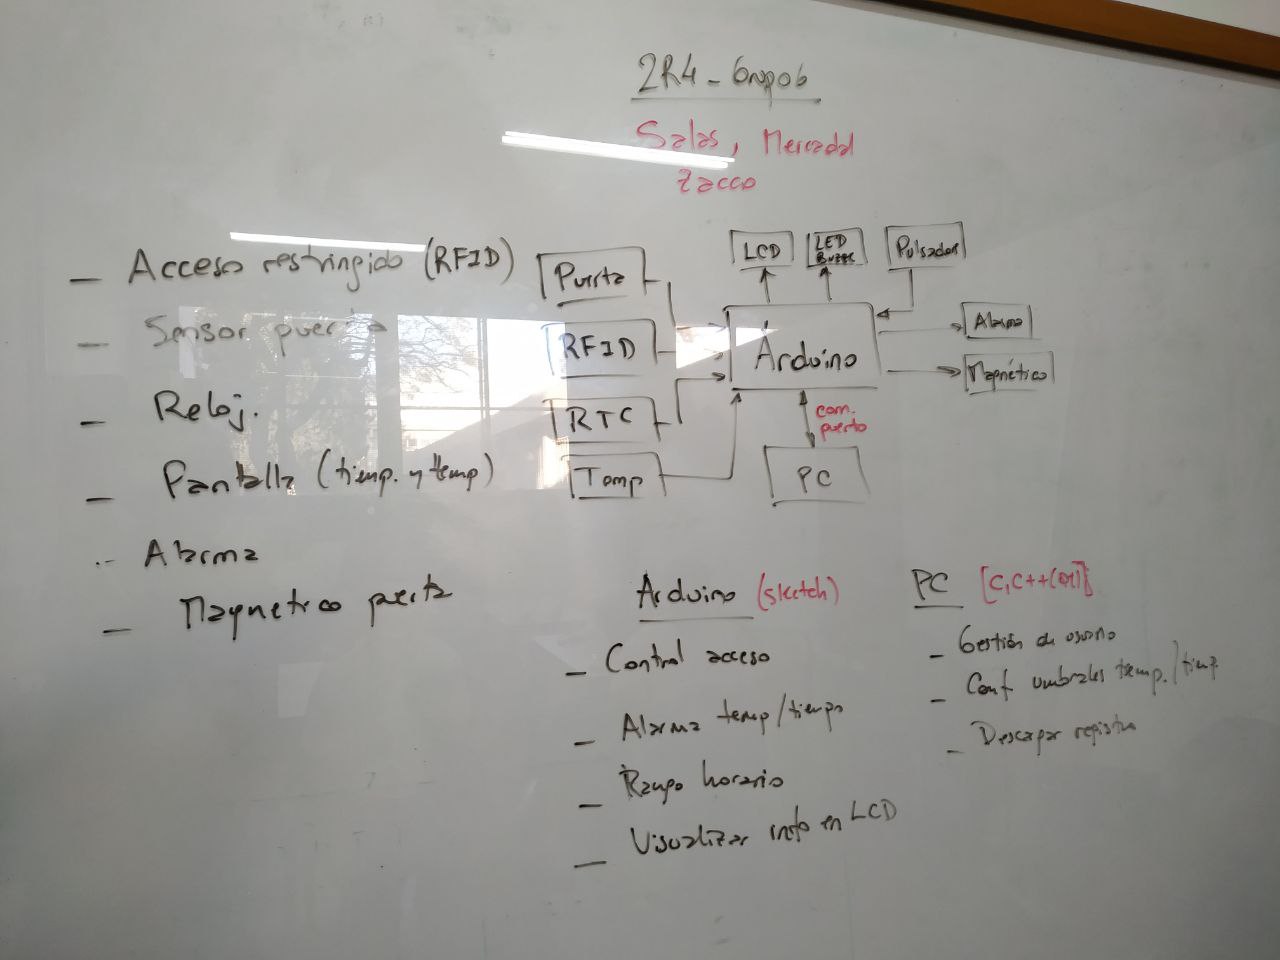 2R4 - Grupo 6
Salas, Mercadal
Zacco
- Acceso restringido (RFID)
- Sensor puerta
- Reloj.
- Pantalla (tiemp. y temp)
- Alarma
- Magnetico puerta
Puerta
RFID
RTC
Temp
LCD
LED
Buzzer
Pulsador
Arduino
Alarma
Magnético
com.
puerto
PC
Arduino (sketch)
- Control acceso
- Alarma temp/tiempo
- Rango horario
- Visualizar info en LCD
PC [C, C++(Qt)]
- Gestión de usuario
- Conf umbrales temp./tiemp.
- Descargar registro